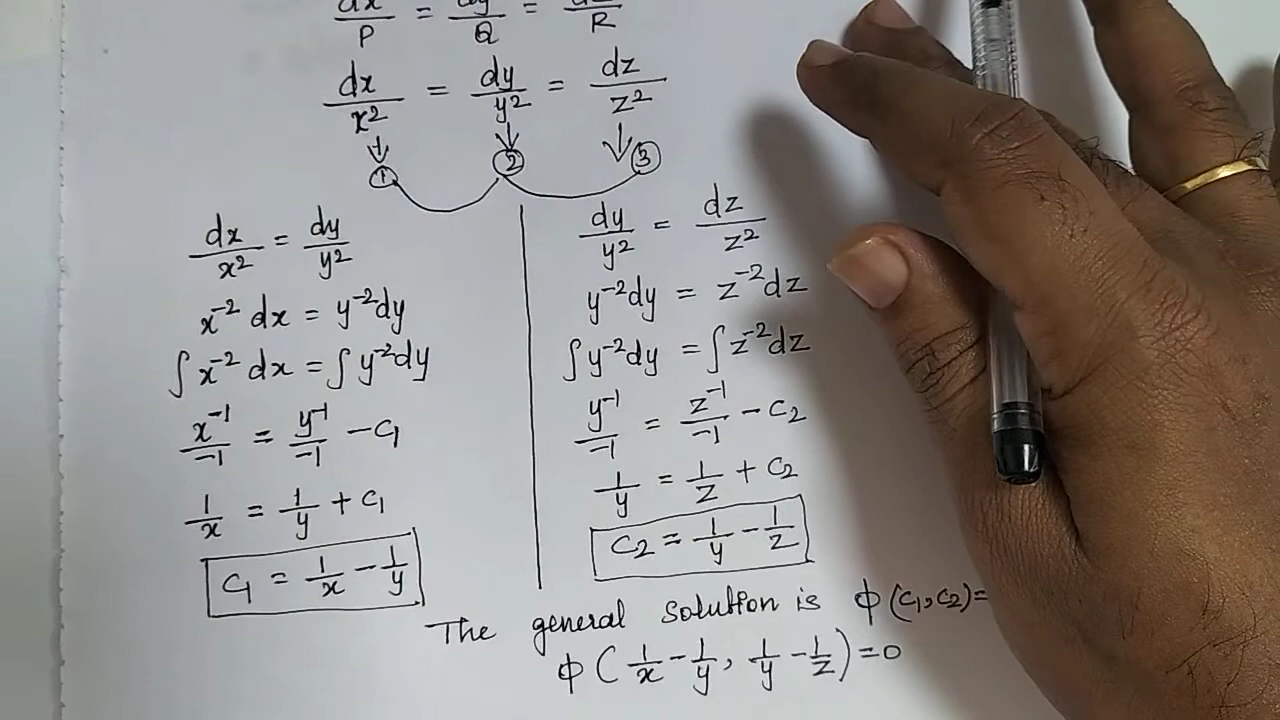 dx/P = dy/Q = dz/R
dx/x² = dy/y² = dz/z²
① ② ③
dx/x² = dy/y²
x⁻² dx = y⁻² dy
∫ x⁻² dx = ∫ y⁻² dy
x⁻¹/-1 = y⁻¹/-1 - C₁
1/x = 1/y + C₁
C₁ = 1/x - 1/y
dy/y² = dz/z²
y⁻² dy = z⁻² dz
∫ y⁻² dy = ∫ z⁻² dz
y⁻¹/-1 = z⁻¹/-1 - C₂
1/y = 1/z + C₂
C₂ = 1/y - 1/z
The general solution is ϕ(C₁, C₂) =
ϕ(1/x - 1/y, 1/y - 1/z) = 0